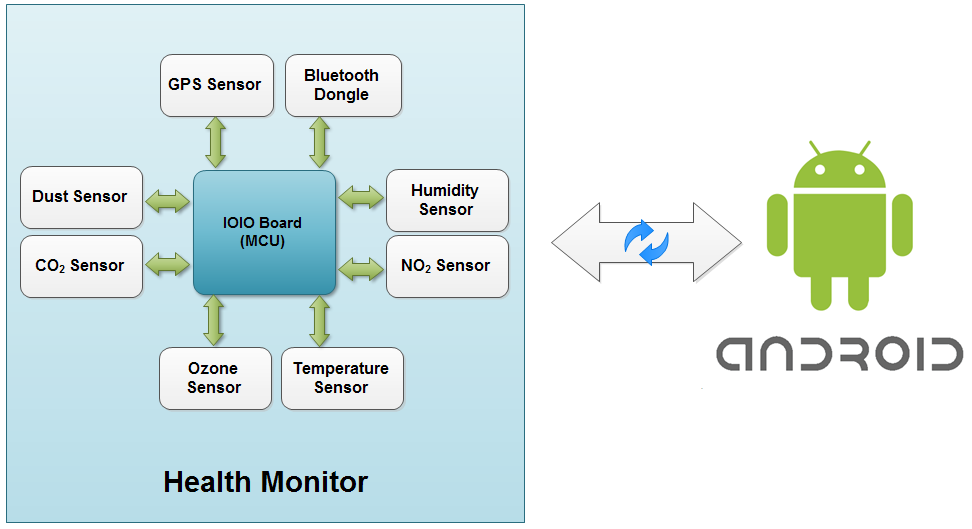 GPS Sensor
Bluetooth
Dongle
Dust Sensor
IOIO Board
(MCU)
Humidity
Sensor
CO₂ Sensor
NO₂ Sensor
Ozone
Sensor
Temperature
Sensor
Health Monitor
ANDROID